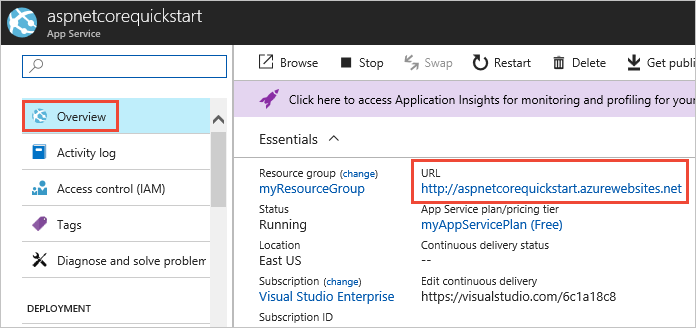 aspnetcorequickstart
App Service
Overview
Activity log
Access control (IAM)
Tags
Diagnose and solve problem
DEPLOYMENT
Browse Stop Swap Restart Delete Get publi
Click here to access Application Insights for monitoring and profiling for your
Essentials
Resource group (change)
myResourceGroup
Status
Running
Location
East US
Subscription (change)
Visual Studio Enterprise
Subscription ID
URL
http://aspnetcorequickstart.azurewebsites.net
App Service plan/pricing tier
myAppServicePlan (Free)
Continuous delivery status
--
Edit continuous delivery
https://visualstudio.com/6c1a18c8